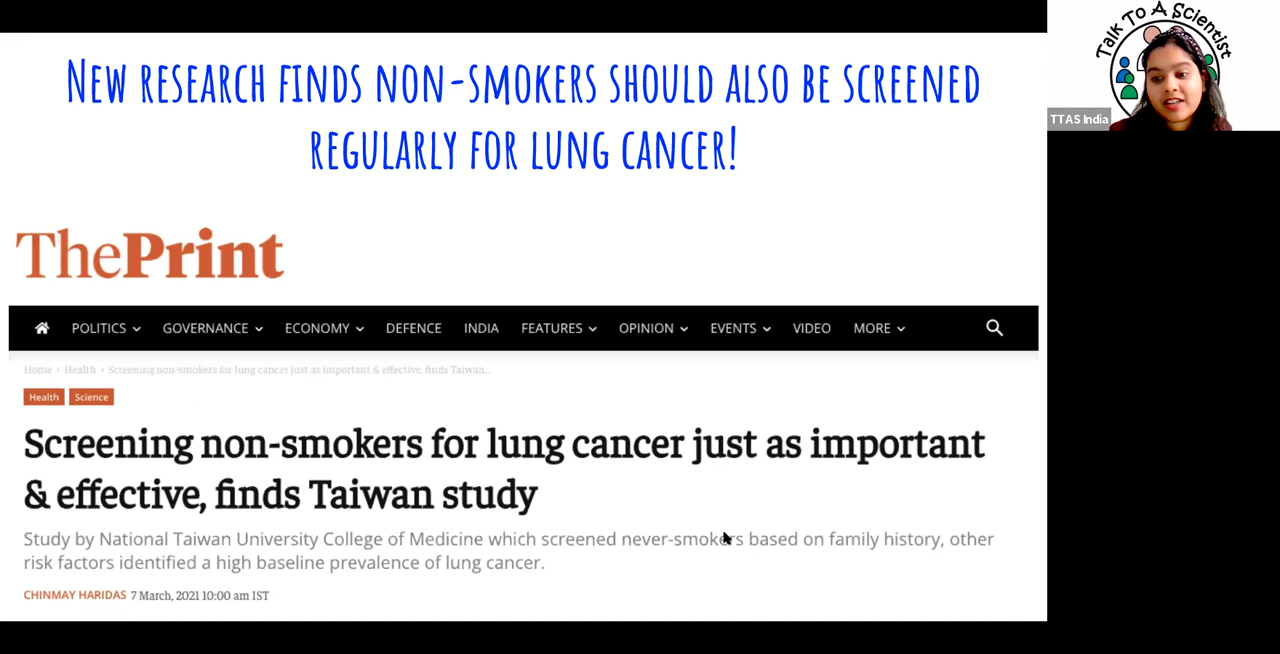 NEW RESEARCH FINDS NON-SMOKERS SHOULD ALSO BE SCREENED
REGULARLY FOR LUNG CANCER!
Talk To A Scientist
TTAS India
ThePrint
POLITICS GOVERNANCE ECONOMY DEFENCE INDIA FEATURES OPINION EVENTS VIDEO MORE
Home › Health › Screening non-smokers for lung cancer just as important & effective, finds Taiwan...
Health Science
Screening non-smokers for lung cancer just as important
& effective, finds Taiwan study
Study by National Taiwan University College of Medicine which screened never-smokers based on family history, other
risk factors identified a high baseline prevalence of lung cancer.
CHINMAY HARIDAS 7 March, 2021 10:00 am IST